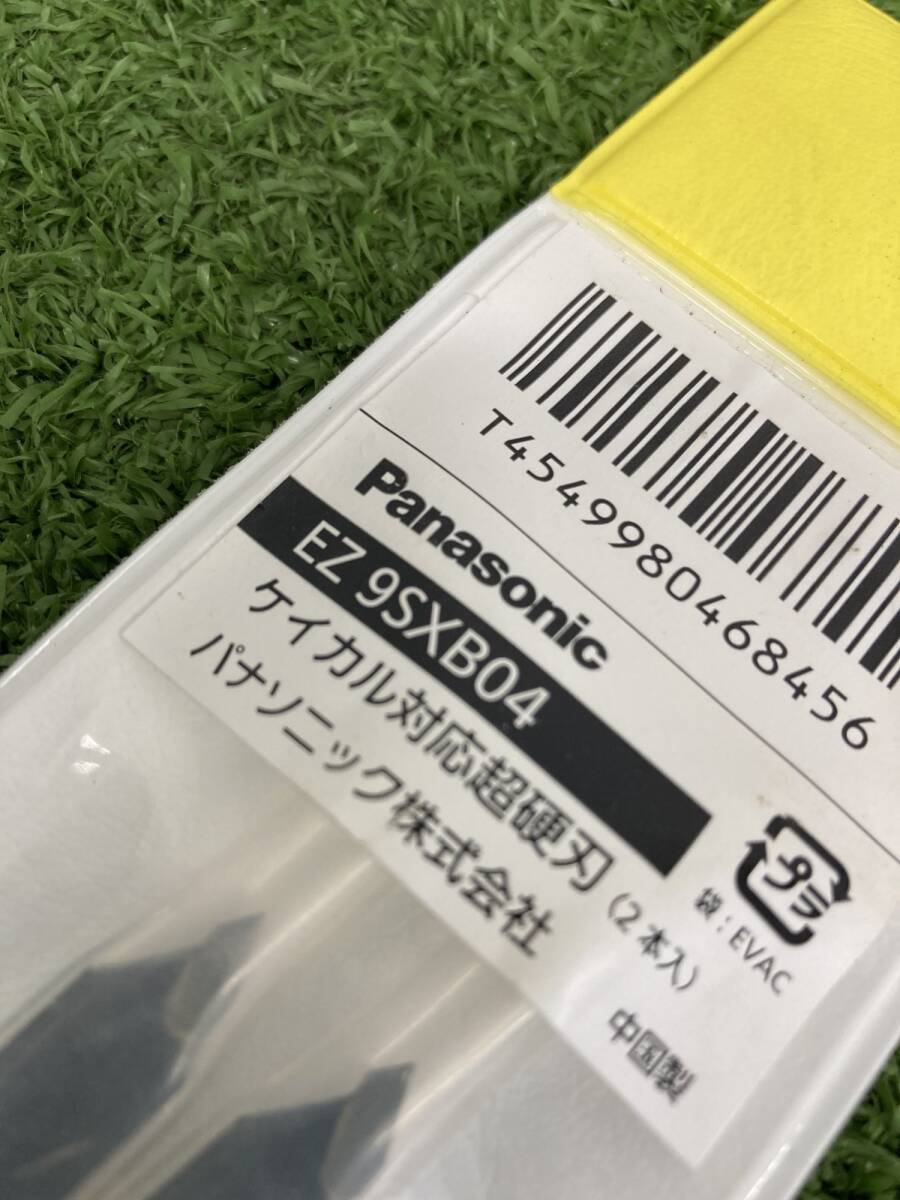 T4549980468456
Panasonic
EZ 9SXB04
ケイカル対応超硬刃(2本入)
パナソニック株式会社
プラ
袋:EVAC
中国製